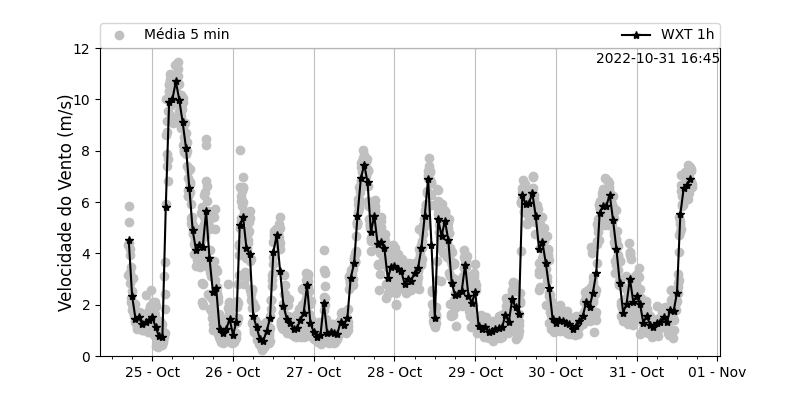 Média 5 min
WXT 1h
2022-10-31 16:45
Velocidade do Vento (m/s)
12
10
8
6
4
2
0
25 - Oct
26 - Oct
27 - Oct
28 - Oct
29 - Oct
30 - Oct
31 - Oct
01 - Nov